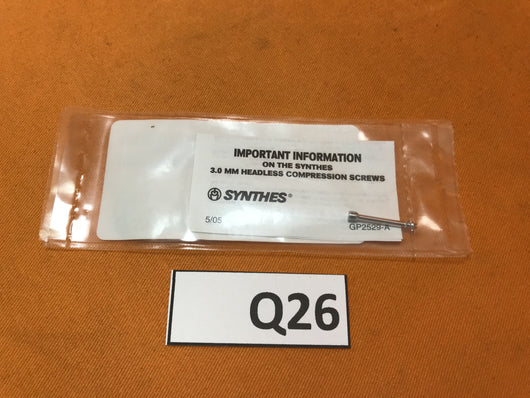 IMPORTANT INFORMATION
ON THE SYNTHES
3.0 MM HEADLESS COMPRESSION SCREWS
SYNTHES®
5/05
GP2529-A
Q26